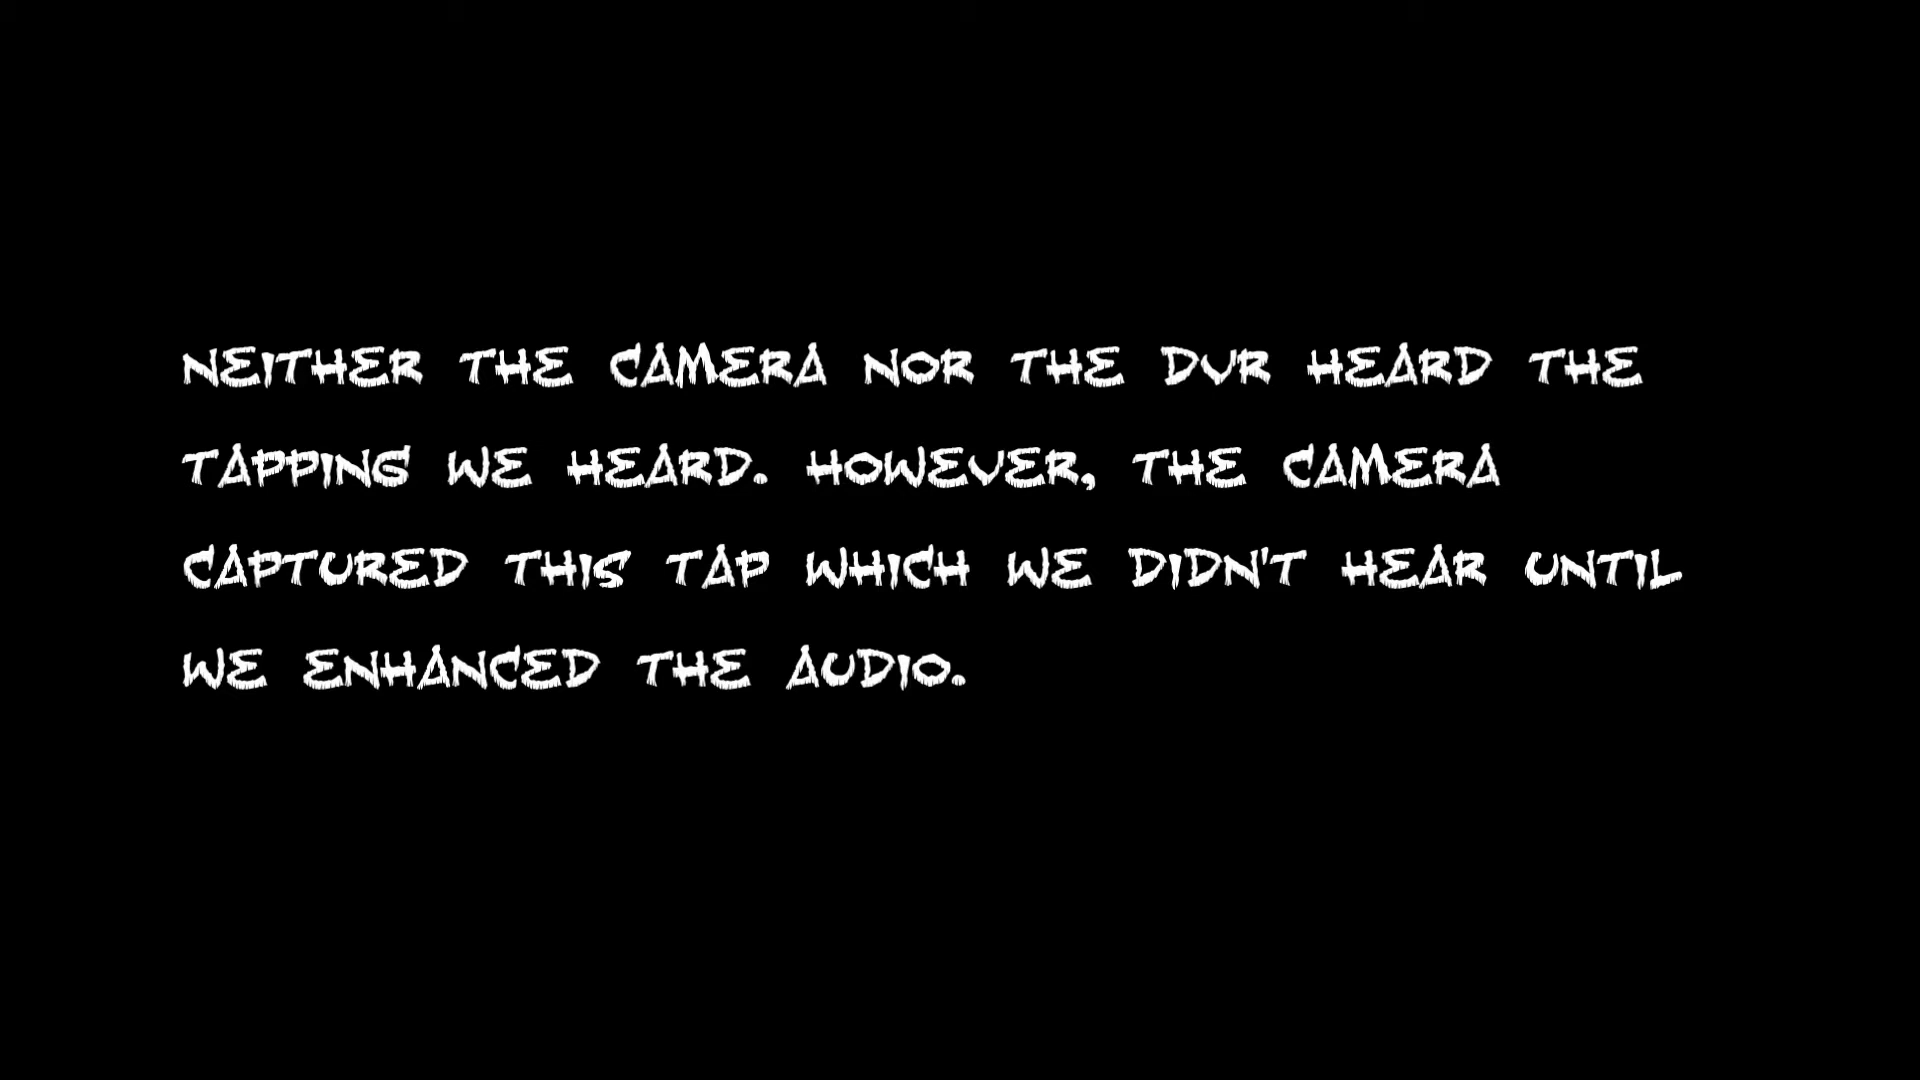 NEITHER THE CAMERA NOR THE DVR HEARD THE
TAPPING WE HEARD. HOWEVER, THE CAMERA
CAPTURED THIS TAP WHICH WE DIDN'T HEAR UNTIL
WE ENHANCED THE AUDIO.